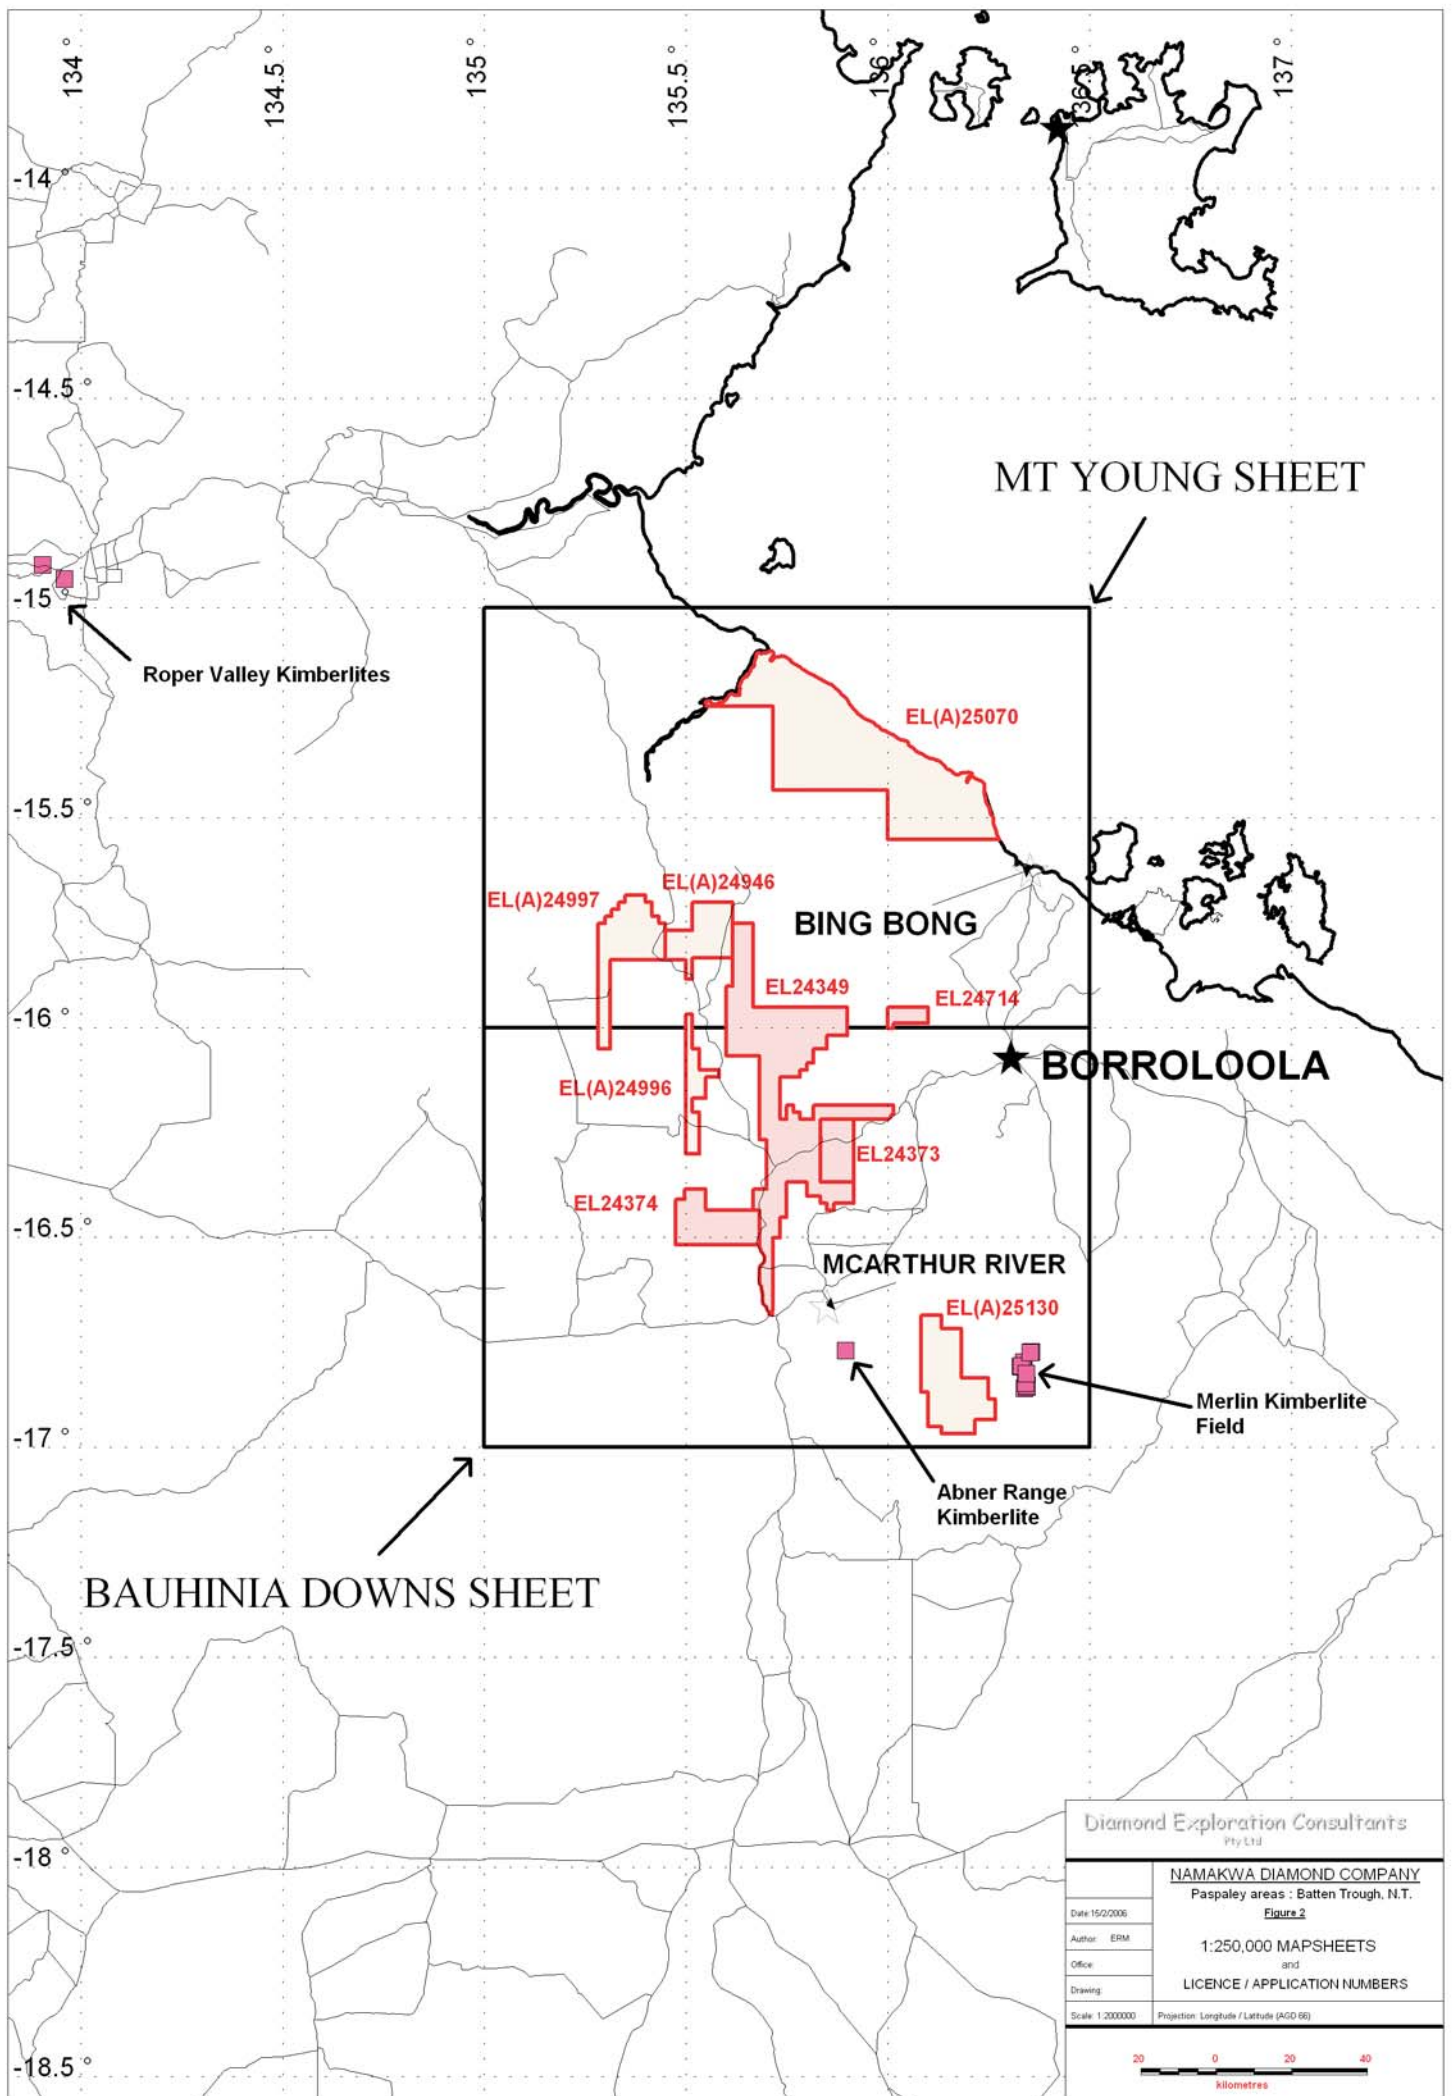 134 °
134.5 °
135 °
135.5 °
136 °
136.5 °
137 °
-14 °
-14.5 °
MT YOUNG SHEET
-15 °
Roper Valley Kimberlites
EL(A)25070
-15.5 °
EL(A)24946
EL(A)24997
BING BONG
EL24349
EL24714
-16 °
BORROLOOLA
EL(A)24996
EL24373
EL24374
-16.5 °
MCARTHUR RIVER
EL(A)25130
Merlin Kimberlite
Field
-17 °
Abner Range
Kimberlite
BAUHINIA DOWNS SHEET
-17.5 °
Diamond Exploration Consultants
Pty Ltd
-18 °
NAMAKWA DIAMOND COMPANY
Paspaley areas : Batten Trough, N.T.
Date:15/2/2006
Figure 2
Author: ERM
1:250,000 MAPSHEETS
Office:
and
Drawing:
LICENCE / APPLICATION NUMBERS
Scale: 1:2000000
Projection: Longitude / Latitude (AGD 66)
-18.5 °
20 0 20 40
kilometres